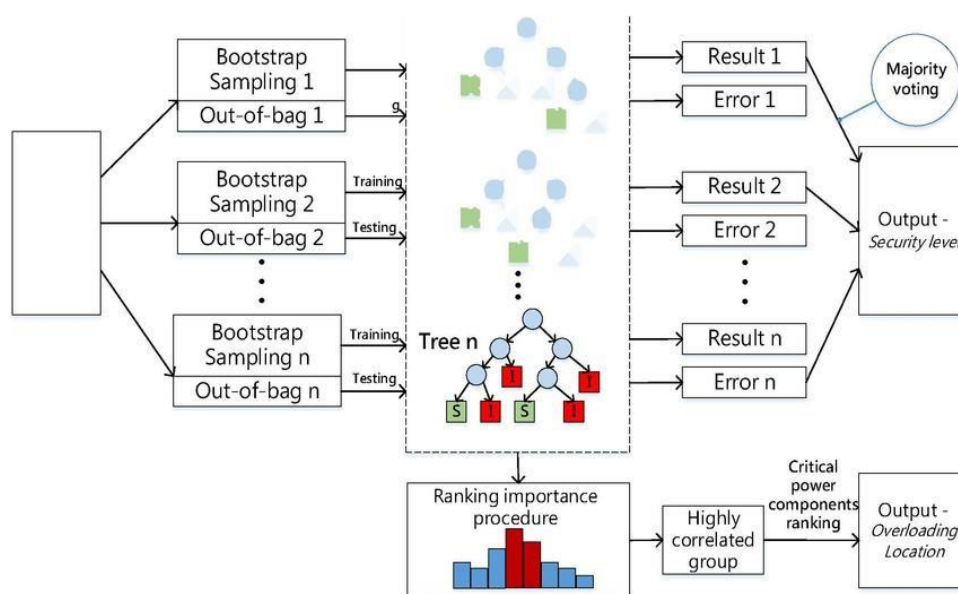 Bootstrap
Sampling 1
Out-of-bag 1
g
Result 1
Error 1
Majority
voting
Bootstrap
Sampling 2
Out-of-bag 2
Training
Testing
Result 2
Error 2
Output -
Security level
Bootstrap
Sampling n
Out-of-bag n
Training
Testing
Tree n
I
I
S
I
S
I
Result n
Error n
Ranking importance
procedure
Highly
correlated
group
Critical
power
components
ranking
Output -
Overloading
Location